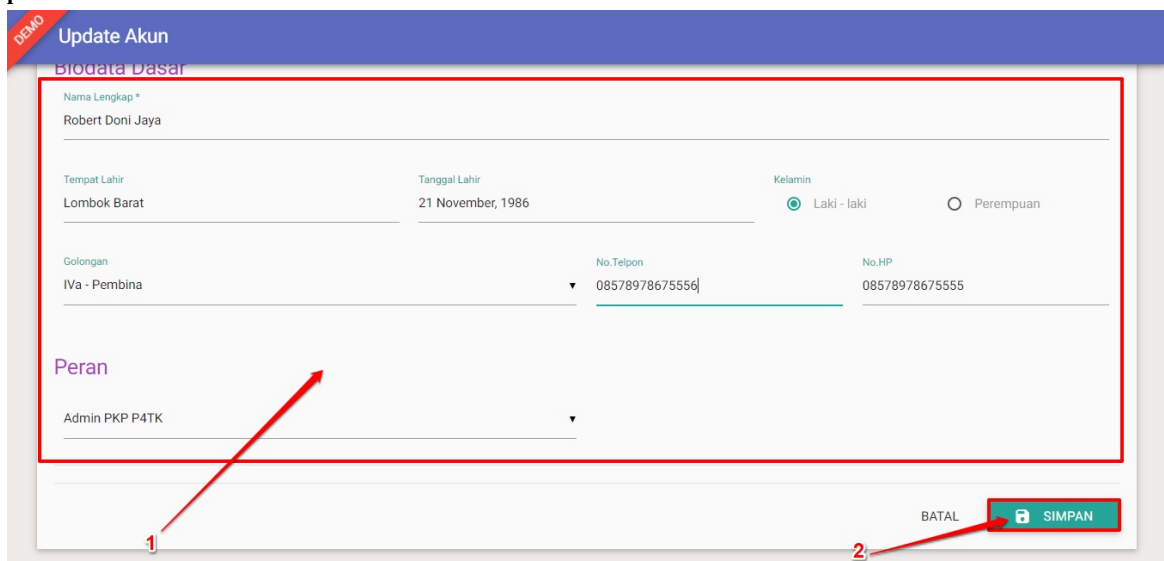 DEMO
Update Akun
Biodata Dasar
Nama Lengkap *
Robert Doni Jaya
Tempat Lahir Tanggal Lahir Kelamin
Lombok Barat 21 November, 1986 Laki - laki Perempuan
Golongan No.Telpon No.HP
IVa - Pembina 08578978675556 08578978675555
Peran
Admin PKP P4TK
BATAL SIMPAN
1 2